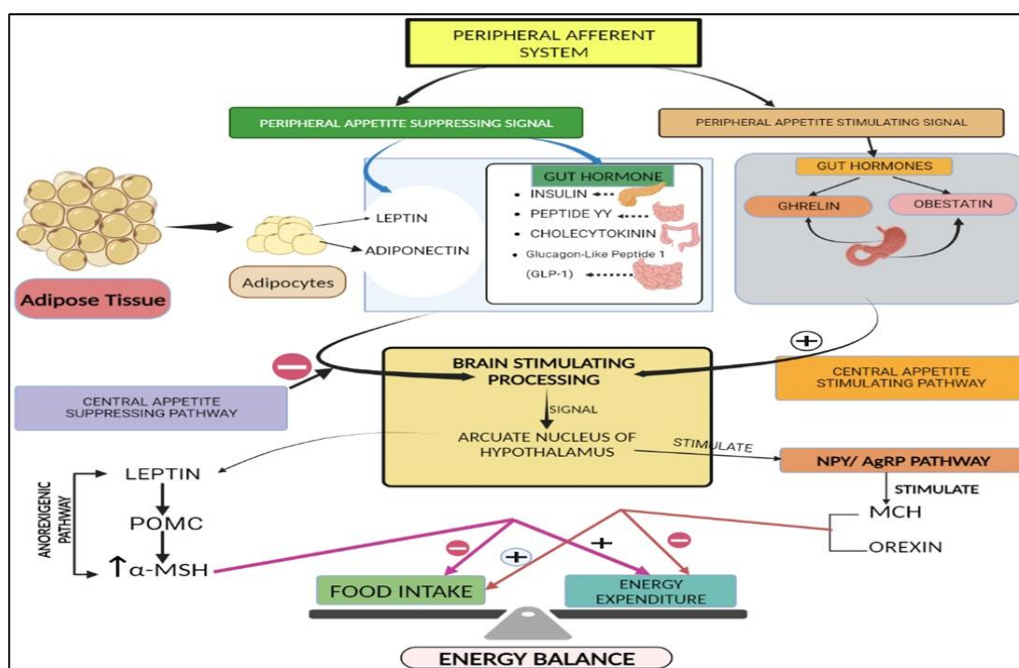 PERIPHERAL AFFERENT
SYSTEM
PERIPHERAL APPETITE SUPPRESSING SIGNAL
PERIPHERAL APPETITE STIMULATING SIGNAL
GUT HORMONE
• INSULIN
• PEPTIDE YY
• CHOLECYTOKININ
• Glucagon-Like Peptide 1
(GLP-1)
GUT HORMONES
GHRELIN
OBESTATIN
LEPTIN
ADIPONECTIN
Adipose Tissue
Adipocytes
BRAIN STIMULATING
PROCESSING
SIGNAL
ARCUATE NUCLEUS OF
HYPOTHALAMUS
CENTRAL APPETITE
SUPPRESSING PATHWAY
CENTRAL APPETITE
STIMULATING PATHWAY
STIMULATE
NPY/ AgRP PATHWAY
STIMULATE
MCH
OREXIN
ANOREXIGENIC
PATHWAY
LEPTIN
POMC
↑α-MSH
FOOD INTAKE
ENERGY
EXPENDITURE
ENERGY BALANCE